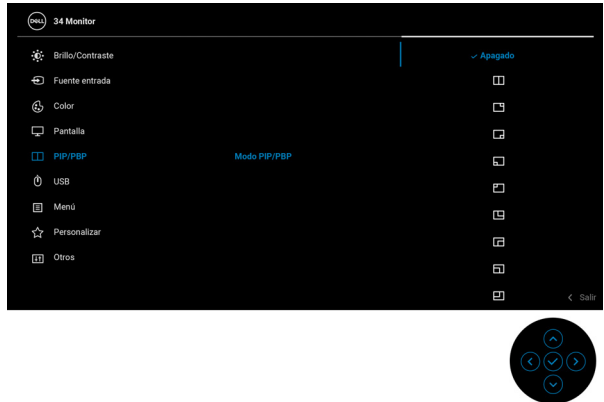 DELL 34 Monitor
Brillo/Contraste
✓ Apagado
Fuente entrada
Color
Pantalla
PIP/PBP Modo PIP/PBP
USB
Menú
Personalizar
Otros
Salir